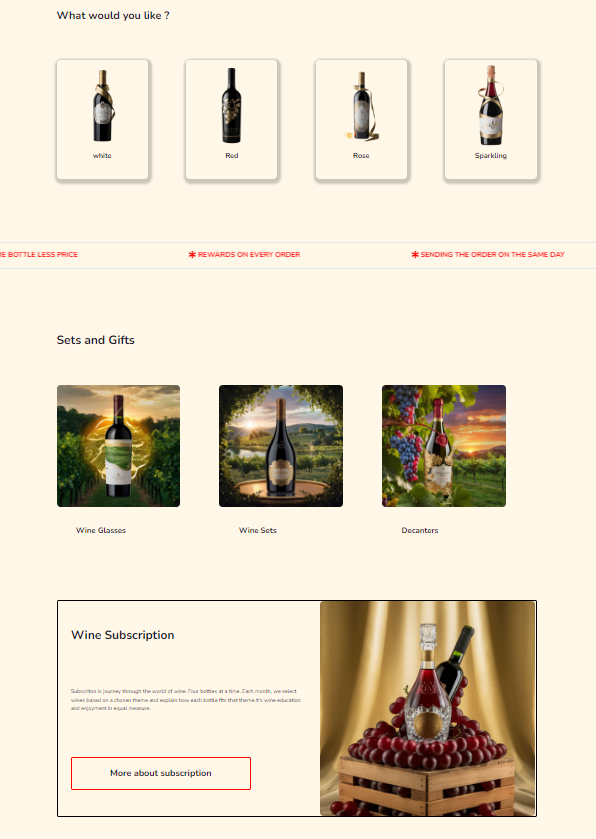 What would you like ?
white
Red
Rose
Sparkling
BOTTLE LESS PRICE
✱ REWARDS ON EVERY ORDER
✱ SENDING THE ORDER ON THE SAME DAY
Sets and Gifts
Wine Glasses
Wine Sets
Decanters
Wine Subscription
is journey through the world of wine. Four bottles at a time. Each month, we select
wines based on a chosen theme and explain how each bottle fits that theme.It's wine education
and enjoyment in equal measure.
More about subscription